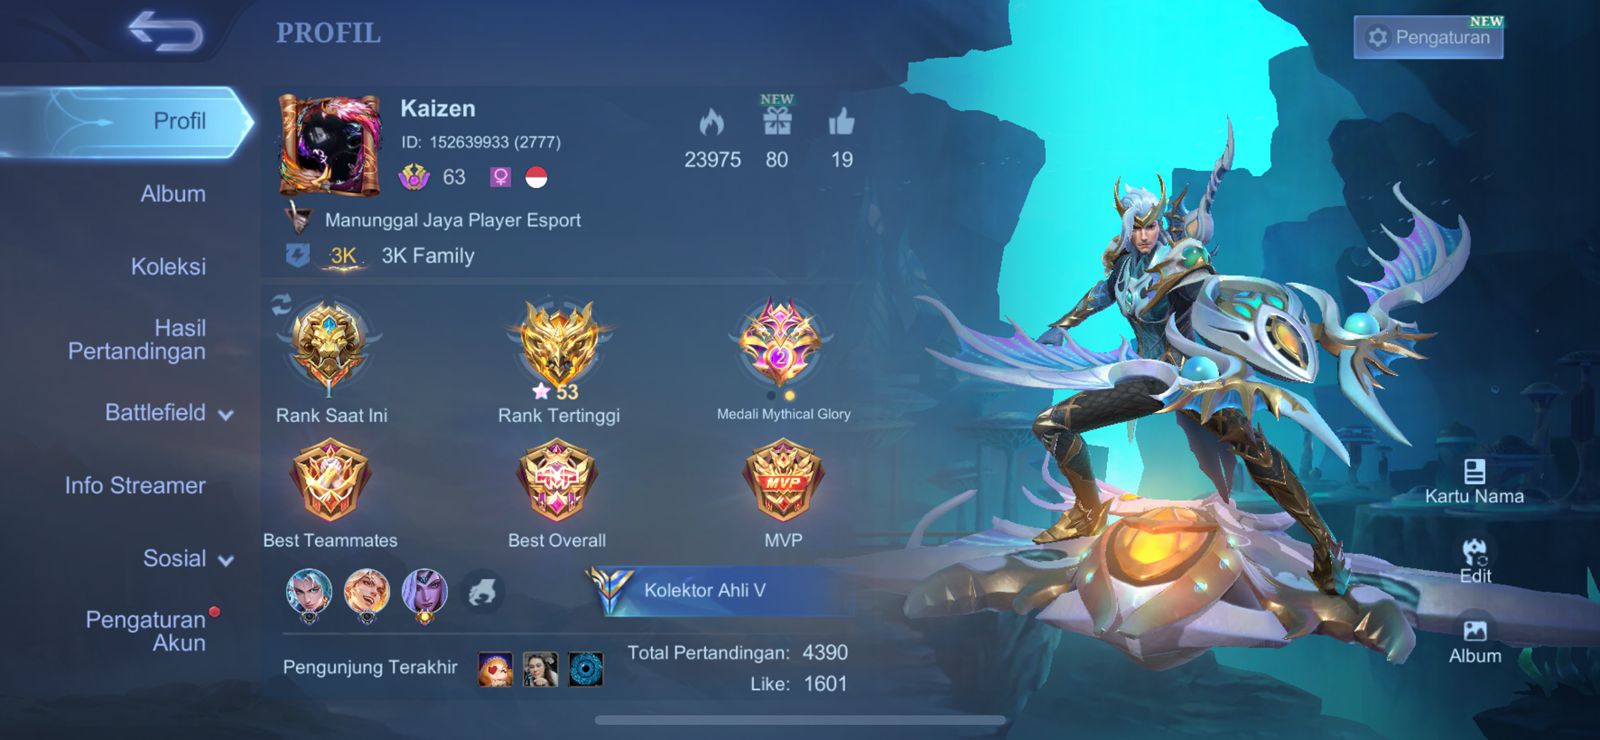 PROFIL
NEW
Pengaturan
Profil
Album
Koleksi
Hasil
Pertandingan
Battlefield
Info Streamer
Sosial
Pengaturan
Akun
Kaizen
ID: 152639933 (2777)
63
NEW
23975 80 19
Manunggal Jaya Player Esport
3K 3K Family
I
53
2
Rank Saat Ini
Rank Tertinggi
Medali Mythical Glory
MVP
Best Teammates
Best Overall
MVP
Kolektor Ahli V
Pengunjung Terakhir
Total Pertandingan: 4390
Like: 1601
Kartu Nama
Edit
Album